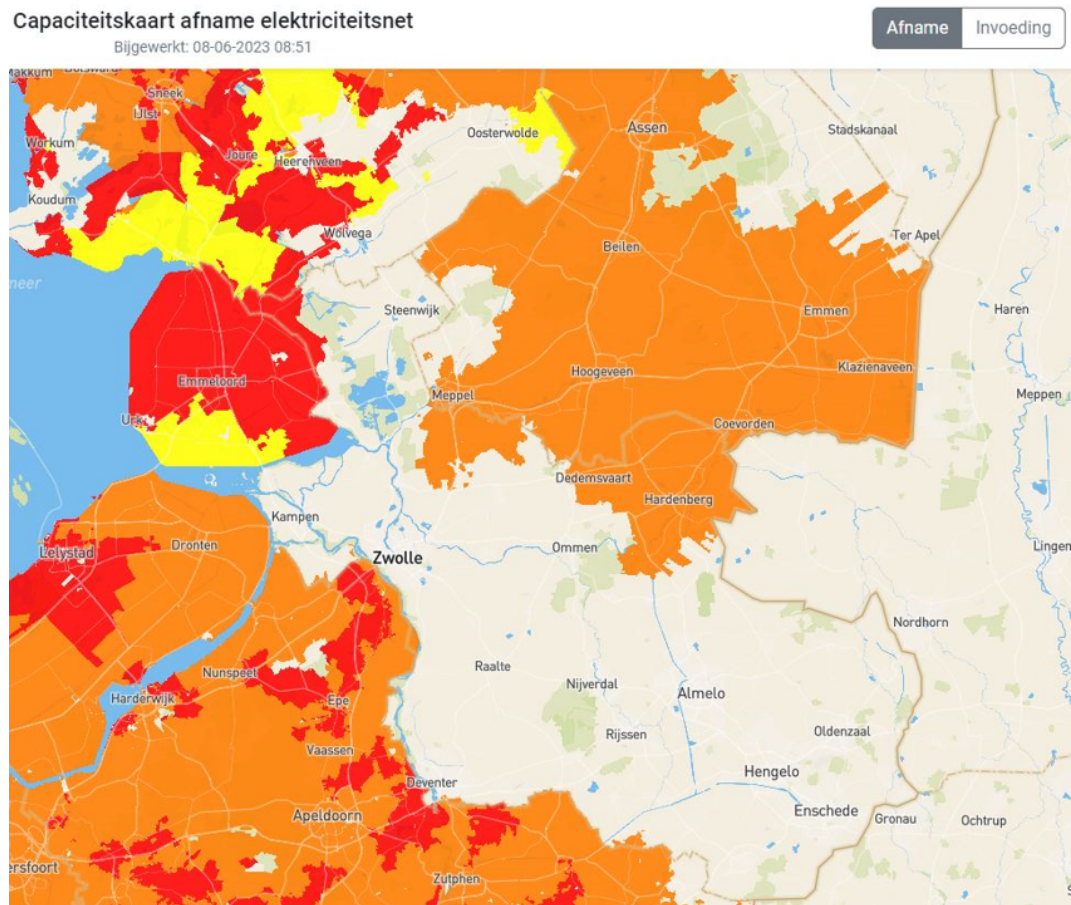 Capaciteitskaart afname elektriciteitsnet
Bijgewerkt: 08-06-2023 08:51
Afname
Invoeding
Sneek
IJlst
Workum
Joure
Heerenveen
Oosterwolde
Assen
Stadskanaal
Koudum
Wolvega
Beilen
Ter Apel
meer
Steenwijk
Emmen
Haren
Emmeloord
Meppel
Hoogeveen
Klazienaveen
Meppen
Urk
Coevorden
Dedemsvaart
Hardenberg
Kampen
Lelystad
Dronten
Zwolle
Ommen
Lingen
Nordhorn
Nunspeet
Raalte
Harderwijk
Epe
Nijverdal
Almelo
Vaassen
Rijssen
Oldenzaal
Deventer
Hengelo
Apeldoorn
Enschede
Gronau
Ochtrup
ersfoort
Zutphen